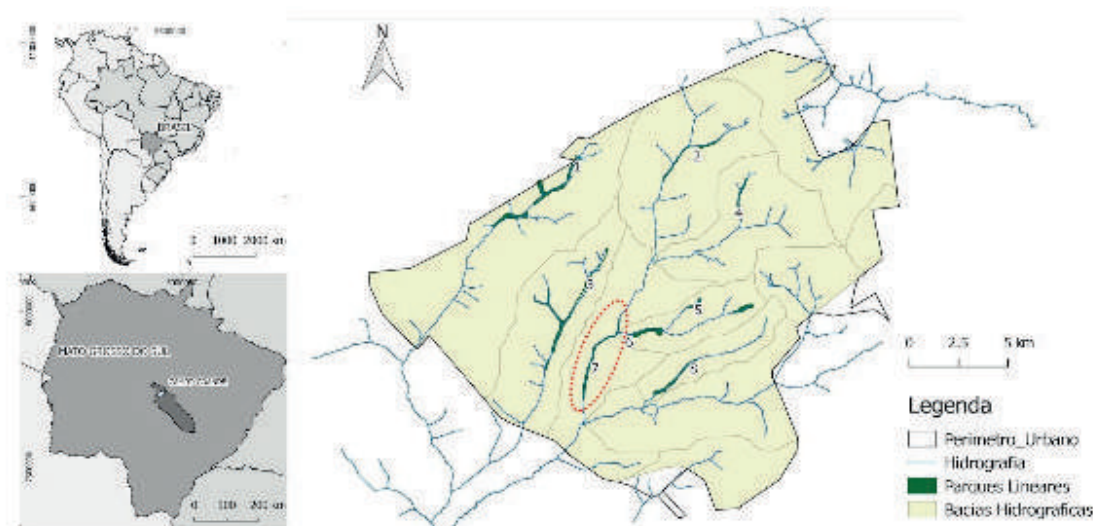 N
BRASIL
0 1000 2000 km
MATO GROSSO DO SUL
0 100 200 km
1
2
3
4
5
6
7
0 2.5 5 km
Legenda
Perimetro_Urbano
Hidrografia
Parques Lineares
Bacias Hidrograficas